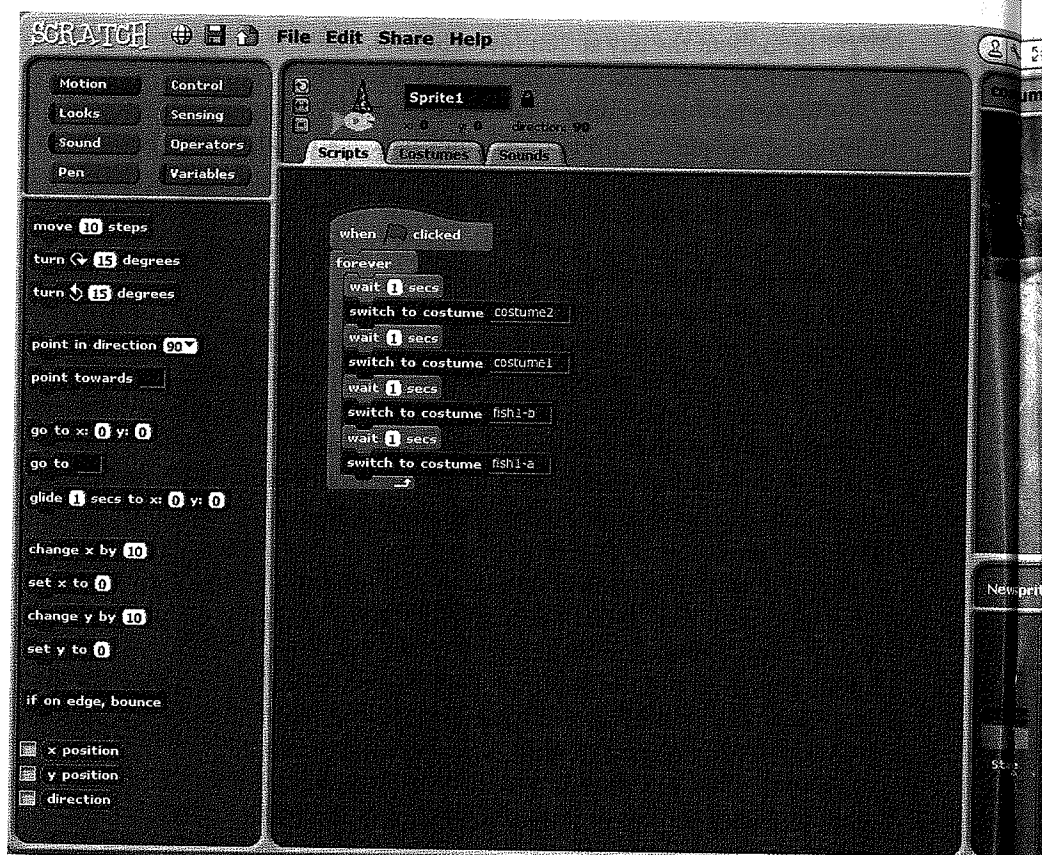 SCRATCH File Edit Share Help
Motion Control
Looks Sensing
Sound Operators
Pen Variables
move 10 steps
turn 15 degrees
turn 15 degrees
point in direction 90
point towards
go to x: 0 y: 0
go to
glide 1 secs to x: 0 y: 0
change x by 10
set x to 0
change y by 10
set y to 0
if on edge, bounce
x position
y position
direction
Sprite1
x: 0 y: 0 direction: 90
Scripts Costumes Sounds
when clicked
forever
wait 1 secs
switch to costume costume2
wait 1 secs
switch to costume costume1
wait 1 secs
switch to costume fish1-b
wait 1 secs
switch to costume fish1-a